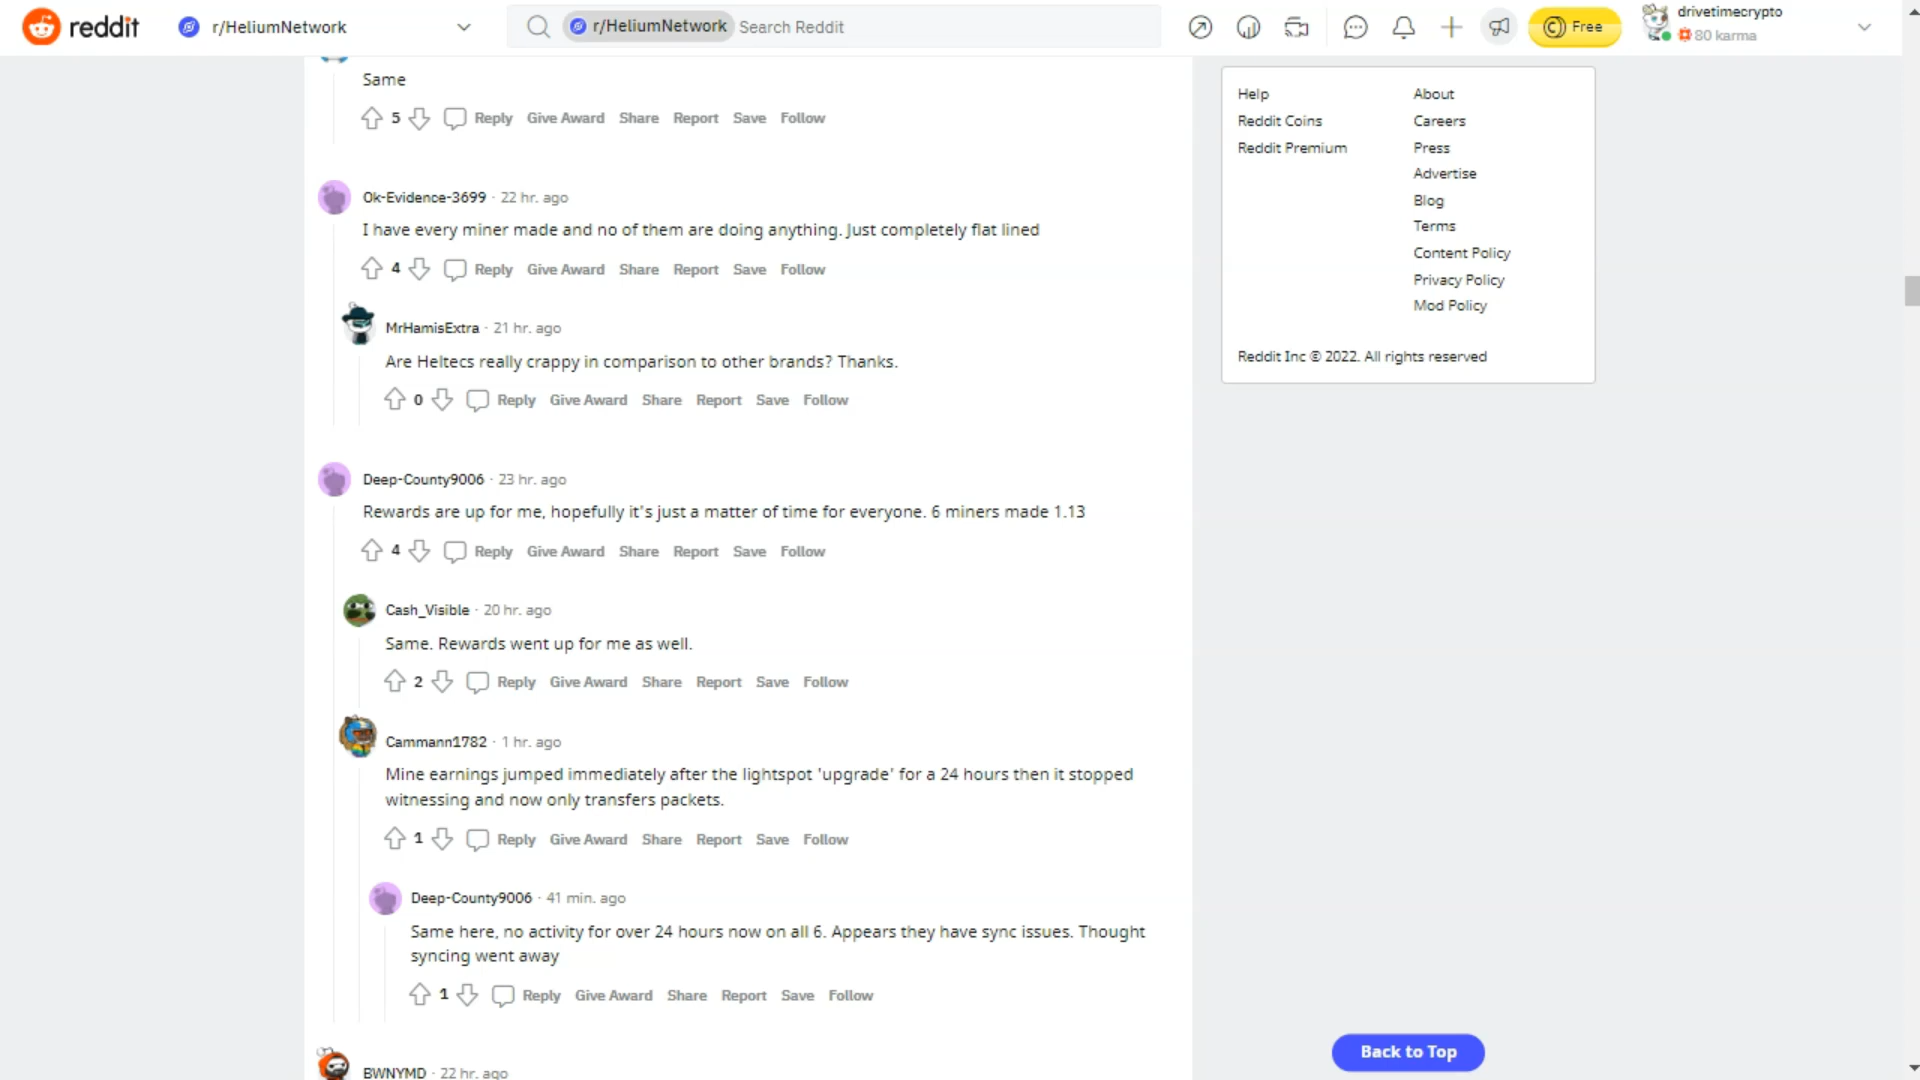 reddit
r/HeliumNetwork
r/HeliumNetwork Search Reddit
Free
drivetimecrypto
80 karma
Same
5 Reply Give Award Share Report Save Follow
Ok-Evidence-3699 · 22 hr. ago
I have every miner made and no of them are doing anything. Just completely flat lined
4 Reply Give Award Share Report Save Follow
MrHamisExtra · 21 hr. ago
Are Heltecs really crappy in comparison to other brands? Thanks.
0 Reply Give Award Share Report Save Follow
Deep-County9006 · 23 hr. ago
Rewards are up for me, hopefully it's just a matter of time for everyone. 6 miners made 1.13
4 Reply Give Award Share Report Save Follow
Cash_Visible · 20 hr. ago
Same. Rewards went up for me as well.
2 Reply Give Award Share Report Save Follow
Cammann1782 · 1 hr. ago
Mine earnings jumped immediately after the lightspot 'upgrade' for a 24 hours then it stopped
witnessing and now only transfers packets.
1 Reply Give Award Share Report Save Follow
Deep-County9006 · 41 min. ago
Same here, no activity for over 24 hours now on all 6. Appears they have sync issues. Thought
syncing went away
1 Reply Give Award Share Report Save Follow
BWNYMD · 22 hr. ago
Help
Reddit Coins
Reddit Premium
About
Careers
Press
Advertise
Blog
Terms
Content Policy
Privacy Policy
Mod Policy
Reddit Inc © 2022. All rights reserved
Back to Top